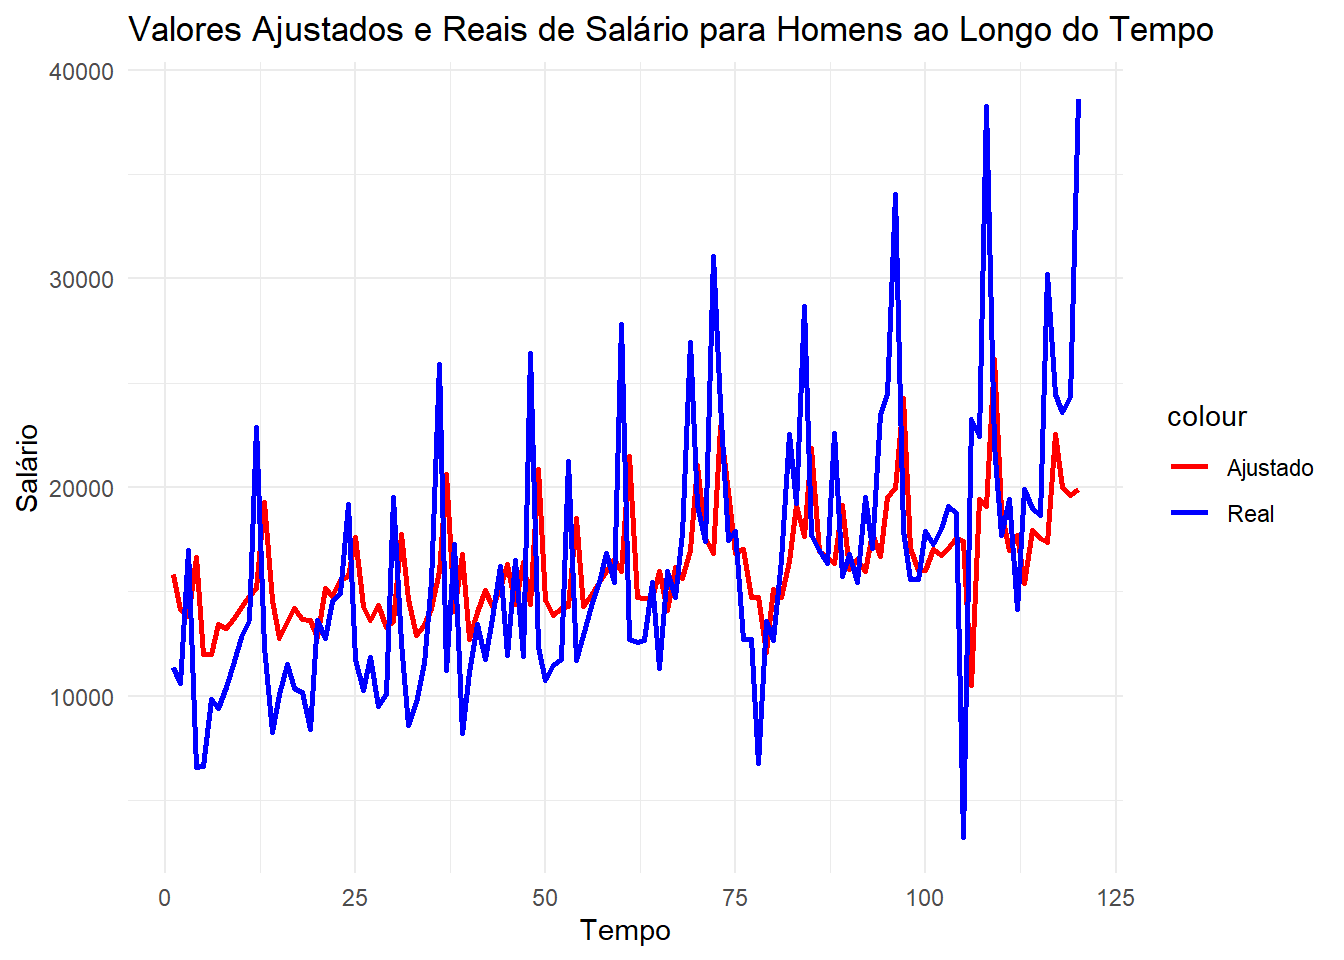 Valores Ajustados e Reais de Salário para Homens ao Longo do Tempo
40000
30000
20000
10000
Salário
0
25
50
75
100
125
Tempo
colour
Ajustado
Real